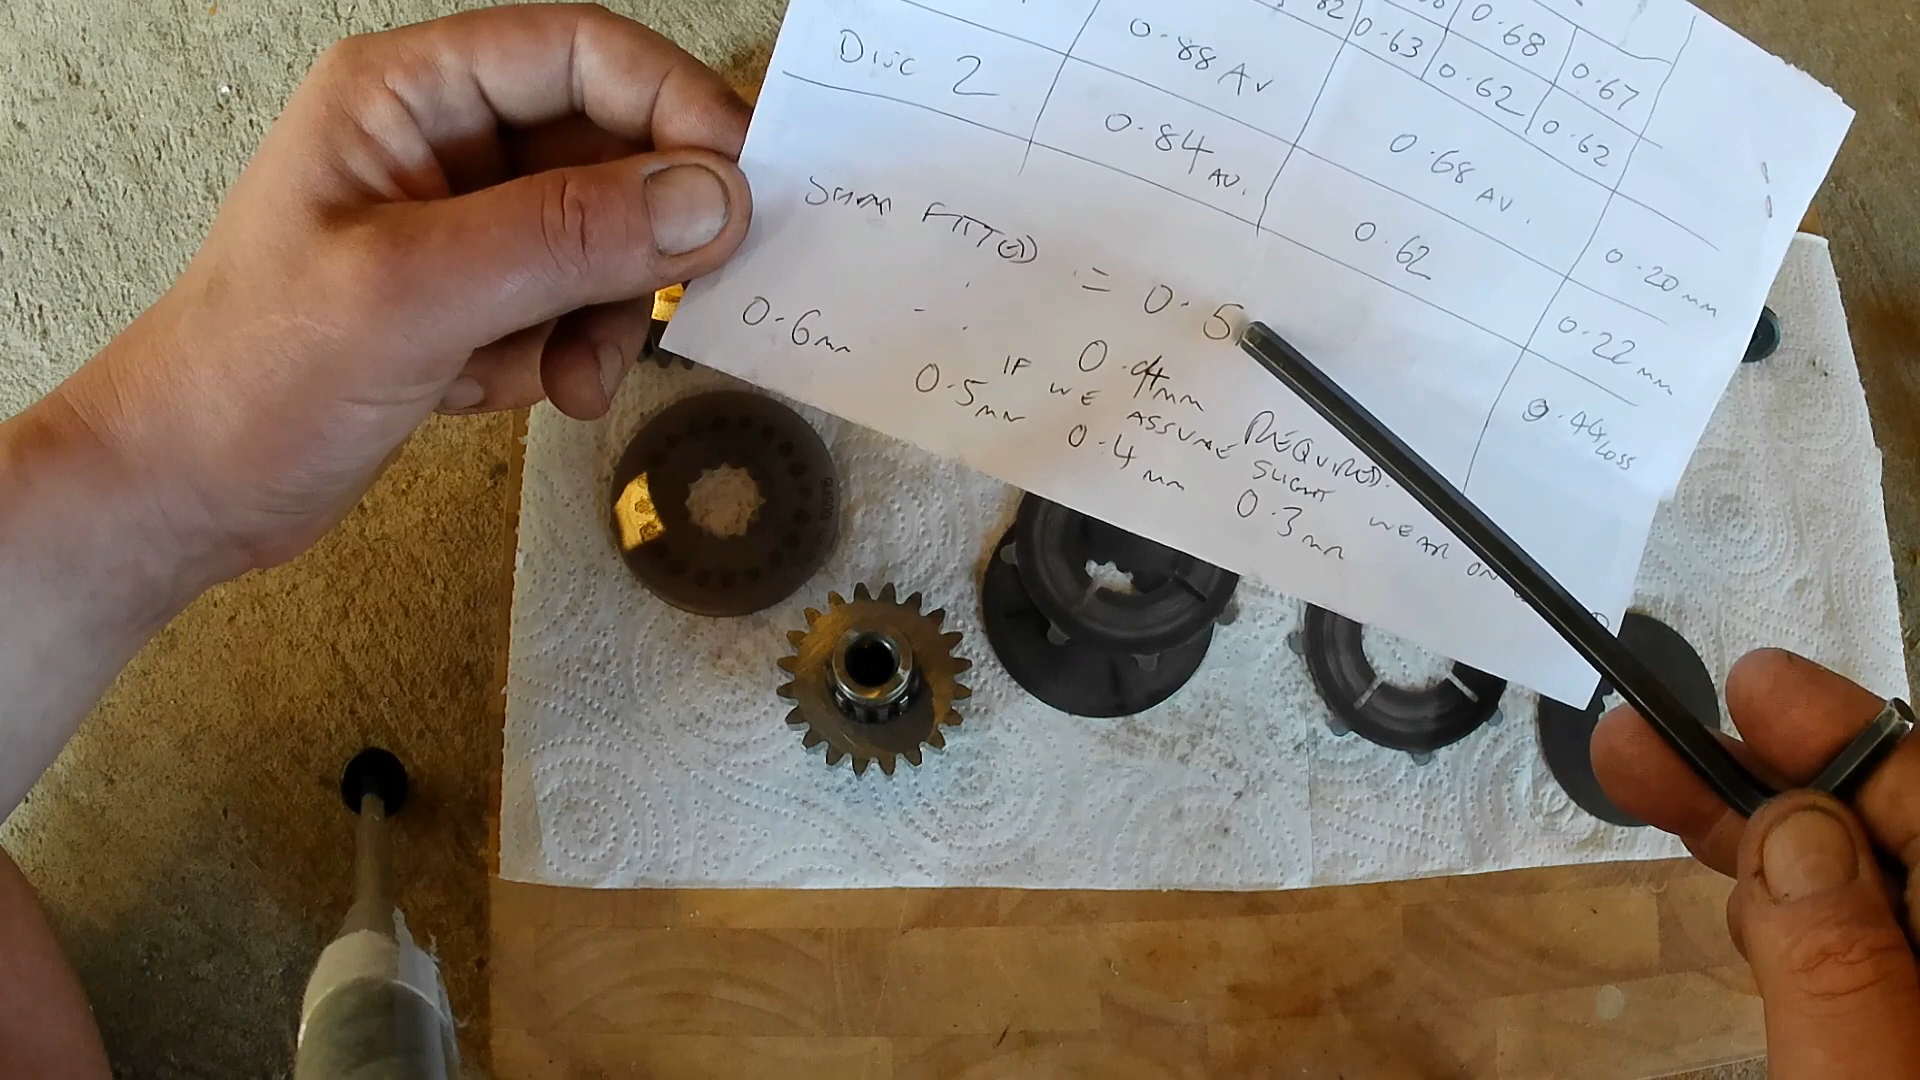 0.68
0.63 0.62 0.67
Disc 2 0.88 AV 0.62
0.84 AV. 0.68 AV. 0.20mm
0.62 0.22mm
SHIM FITTED = 0.5 0.44 LOSS
∴ 0.4mm REQUIRED.
IF WE ASSUME SLIGHT WEAR ON
0.6mm 0.5mm 0.4mm 0.3mm